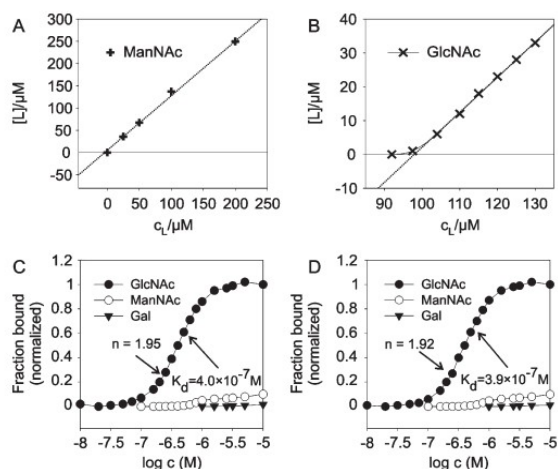 A
300
250
200
150
100
50
0
-50
[L]/µM
ManNAc
0 50 100 150 200 250
cL/µM
B
40
30
20
10
0
-10
[L]/µM
GlcNAc
90 100 110 120 130
cL/µM
C
1.2
1
0.8
0.6
0.4
0.2
0
Fraction bound
(normalized)
GlcNAc
ManNAc
Gal
n = 1.95
Kd=4.0×10-7M
-8 -7.5 -7 -6.5 -6 -5.5 -5
log c (M)
D
1.2
1
0.8
0.6
0.4
0.2
0
Fraction bound
(normalized)
GlcNAc
ManNAc
Gal
n = 1.92
Kd=3.9×10-7M
-8 -7.5 -7 -6.5 -6 -5.5 -5
log c (M)